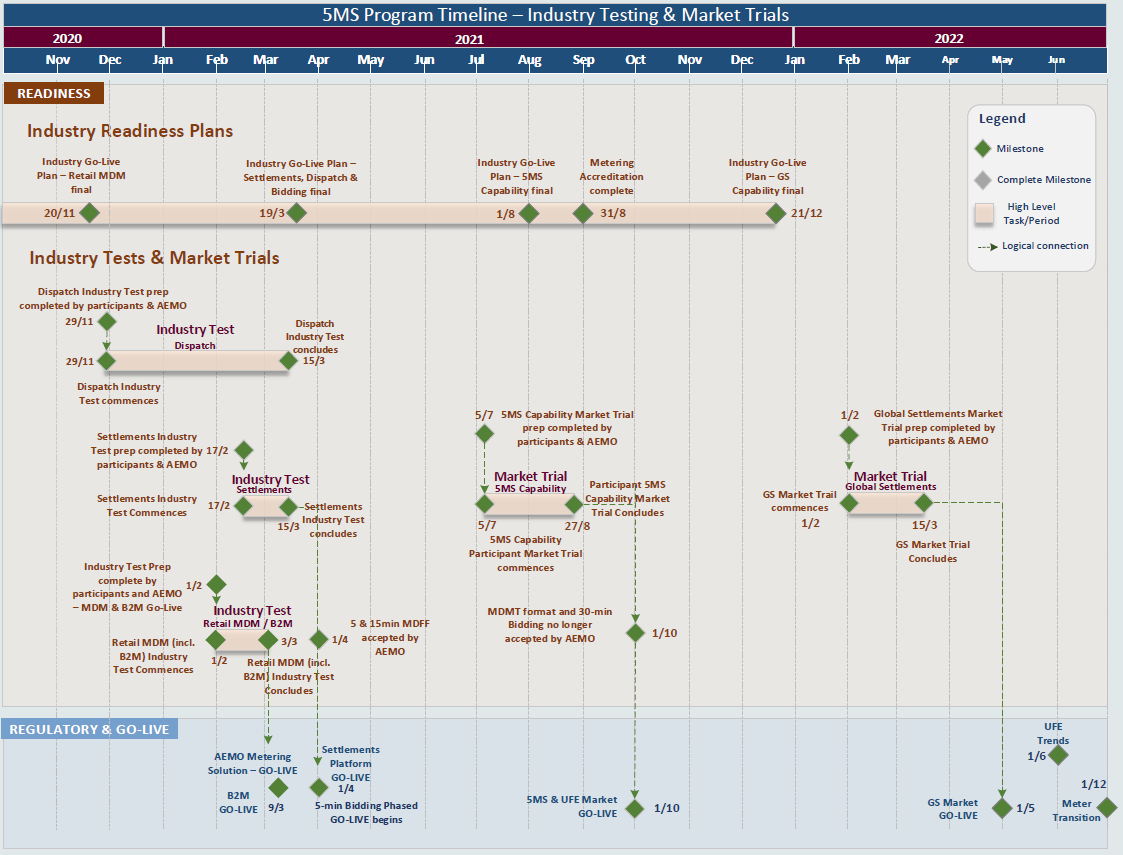 5MS Program Timeline – Industry Testing & Market Trials
2020
2021
2022
Nov Dec Jan Feb Mar Apr May Jun Jul Aug Sep Oct Nov Dec Jan Feb Mar Apr May Jun
READINESS
Industry Readiness Plans
Industry Go-Live
Plan – Retail MDM
final
20/11
Industry Go-Live Plan –
Settlements, Dispatch &
Bidding final
19/3
Industry Go-Live
Plan – 5MS
Capability final
1/8
Metering
Accreditation
complete
31/8
Industry Go-Live
Plan – GS
Capability final
21/12
Legend
Milestone
Complete Milestone
High Level
Task/Period
Logical connection
Industry Tests & Market Trials
Dispatch Industry Test prep
completed by participants & AEMO
29/11
Industry Test
Dispatch
Dispatch
Industry Test
concludes
29/11
15/3
Dispatch Industry
Test commences
Settlements Industry
Test prep completed by
participants & AEMO
17/2
Industry Test
Settlements
Settlements Industry
Test Commences
17/2
15/3
Settlements
Industry Test
concludes
Industry Test Prep
complete by
participants and AEMO
– MDM & B2M Go-Live
1/2
Industry Test
Retail MDM / B2M
Retail MDM (incl.
B2M) Industry
Test Commences
1/2
3/3
Retail MDM (incl.
B2M) Industry Test
Concludes
1/4
5 & 15min MDFF
accepted by
AEMO
5/7
5MS Capability Market Trial
prep completed by
participants & AEMO
Market Trial
5MS Capability
Participant 5MS
Capability Market
Trial Concludes
5/7
27/8
5MS Capability
Participant Market Trial
commences
MDMT format and 30-min
Bidding no longer
accepted by AEMO
1/10
1/2
Global Settlements Market
Trial prep completed by
participants & AEMO
Market Trial
Global Settlements
GS Market Trail
commences
1/2
15/3
GS Market Trial
Concludes
REGULATORY & GO-LIVE
AEMO Metering
Solution – GO-LIVE
B2M
GO-LIVE
9/3
Settlements
Platform
GO-LIVE
1/4
5-min Bidding Phased
GO-LIVE begins
5MS & UFE Market
GO-LIVE
1/10
GS Market
GO-LIVE
1/5
UFE
Trends
1/6
1/12
Meter
Transition